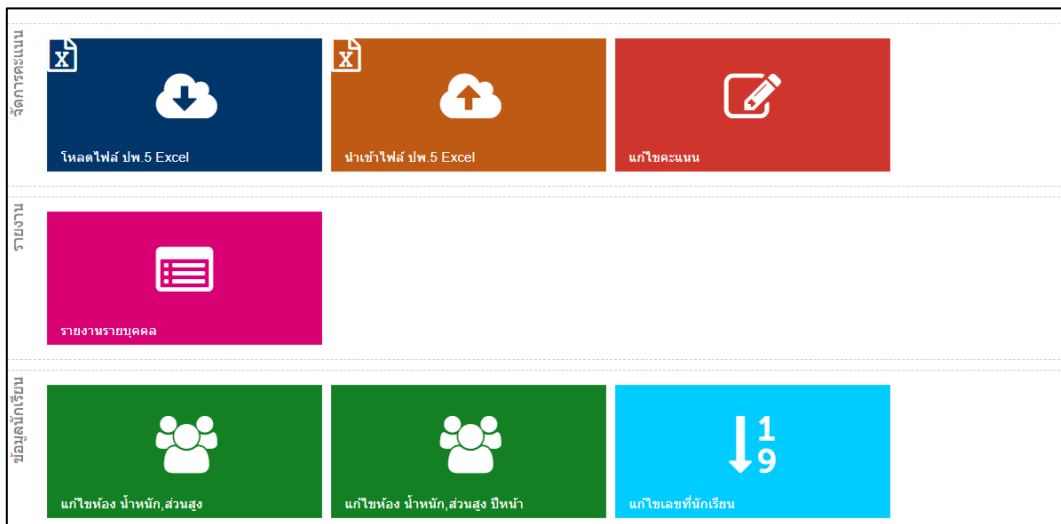 จัดการคะแนน
X
โหลดไฟล์ ปพ.5 Excel
X
นำเข้าไฟล์ ปพ.5 Excel
แก้ไขคะแนน
รายงาน
รายงานรายบุคคล
ข้อมูลนักเรียน
แก้ไขห้อง น้ำหนัก,ส่วนสูง
แก้ไขห้อง น้ำหนัก,ส่วนสูง ปีหน้า
1
9
แก้ไขเลขที่นักเรียน